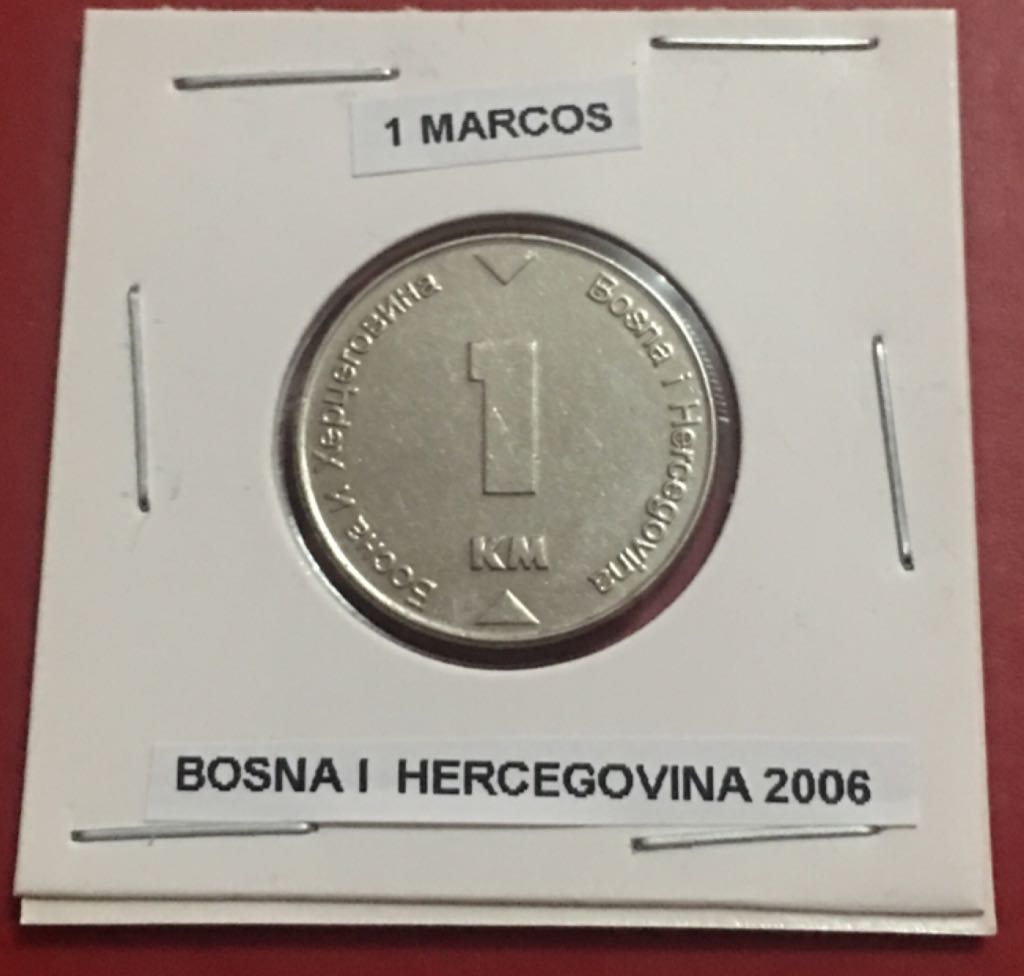 1 MARCOS
Босна и Херцеговина
Bosna i Hercegovina
1
KM
BOSNA I HERCEGOVINA 2006